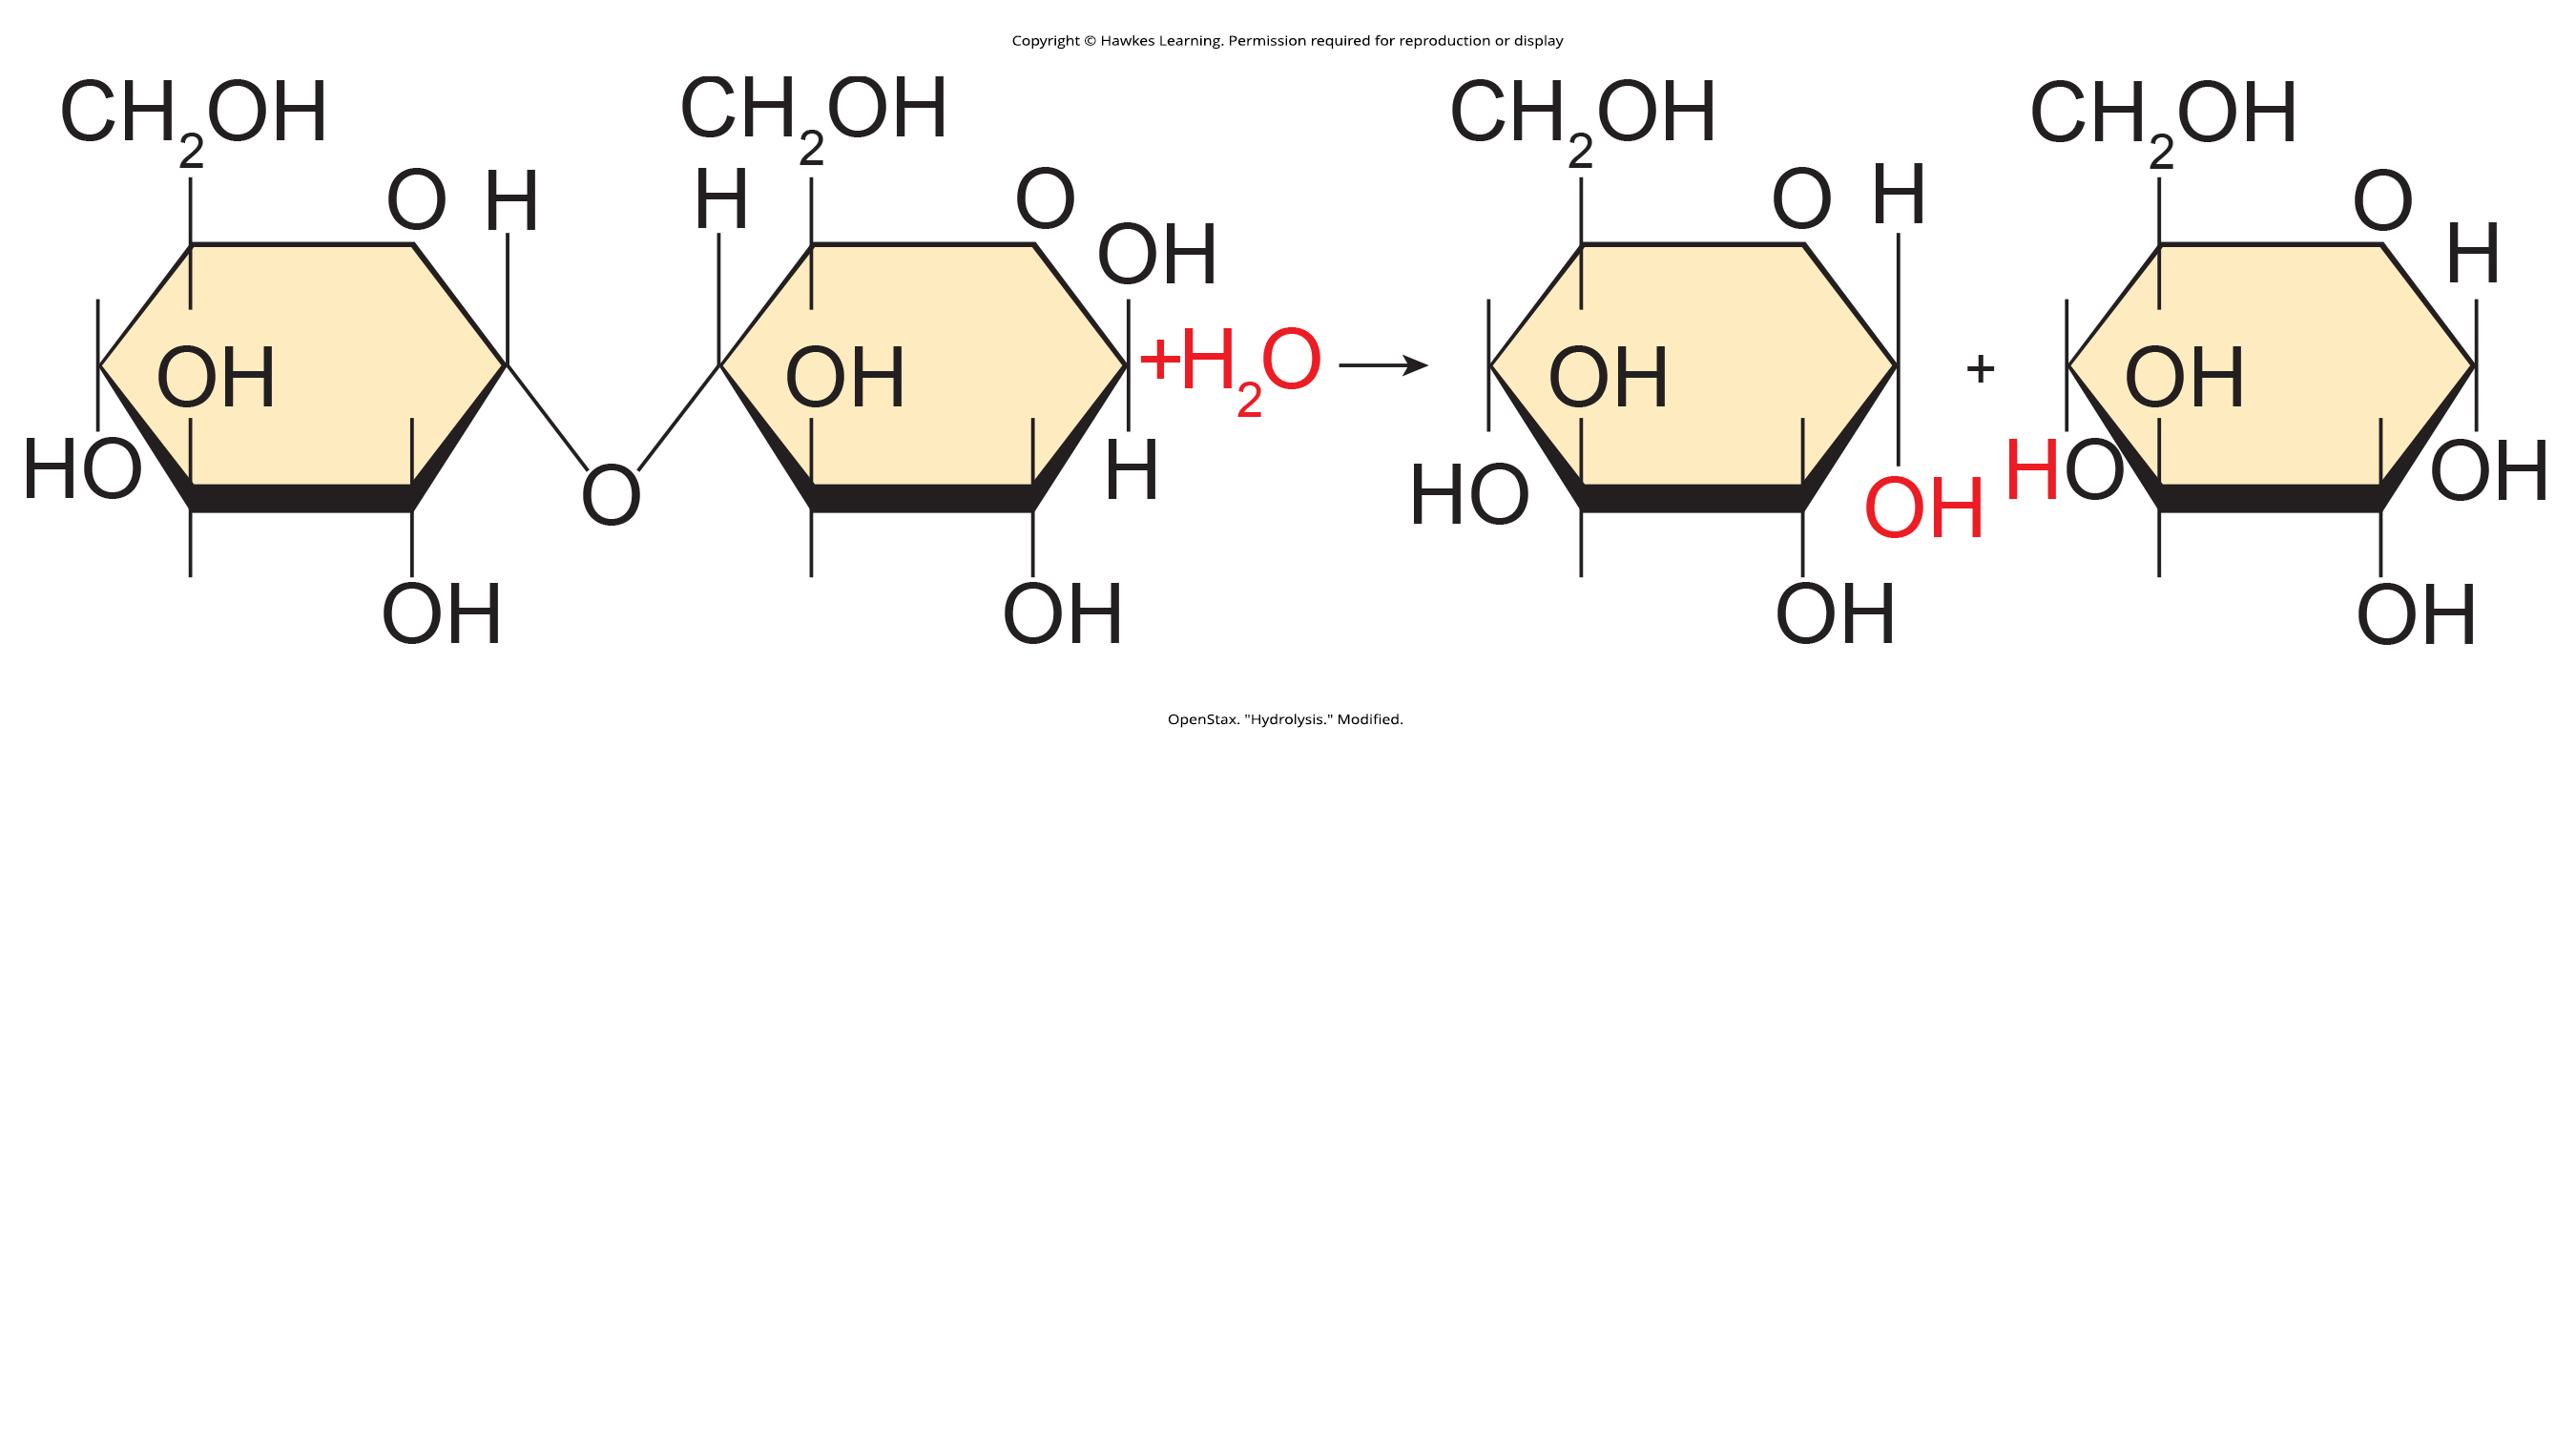 Copyright © Hawkes Learning. Permission required for reproduction or display
CH2OH CH2OH CH2OH CH2OH
O H H O O H O
OH H
+H2O +
OH OH OH OH
HO H HO HO OH
O OH
OH OH OH OH
OpenStax. "Hydrolysis." Modified.